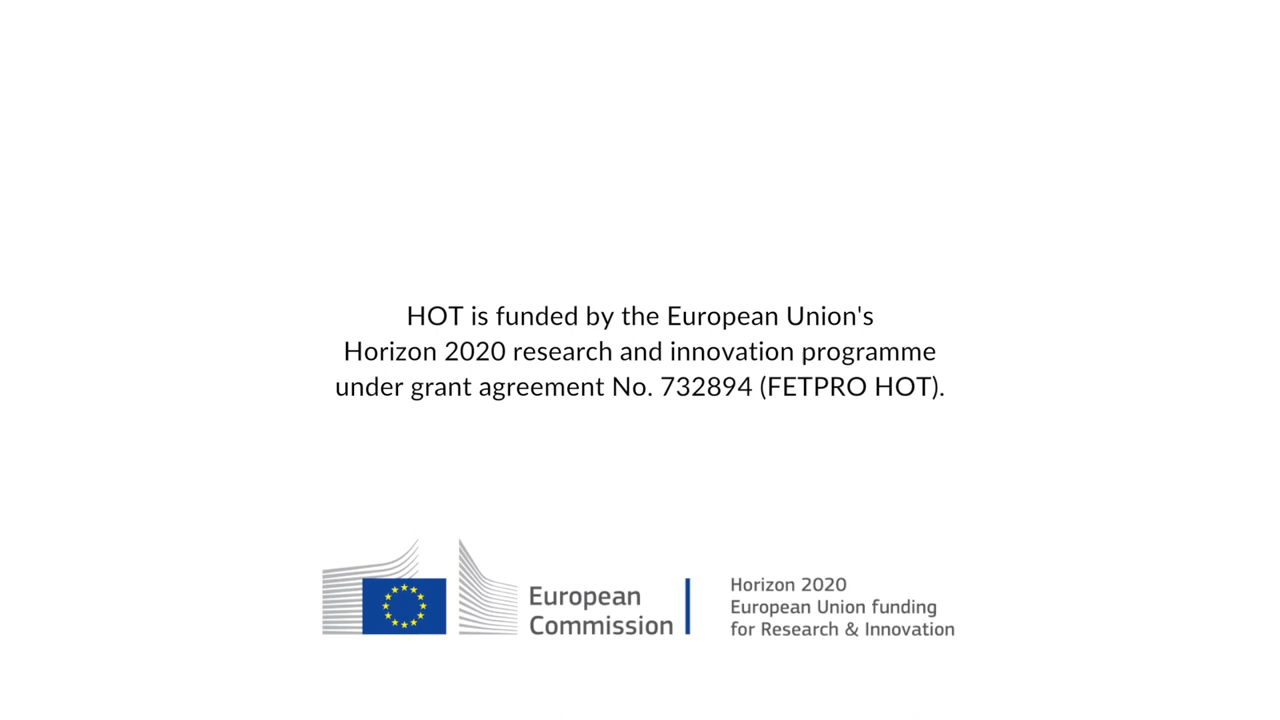 HOT is funded by the European Union's
Horizon 2020 research and innovation programme
under grant agreement No. 732894 (FETPRO HOT).
European
Commission
Horizon 2020
European Union funding
for Research & Innovation